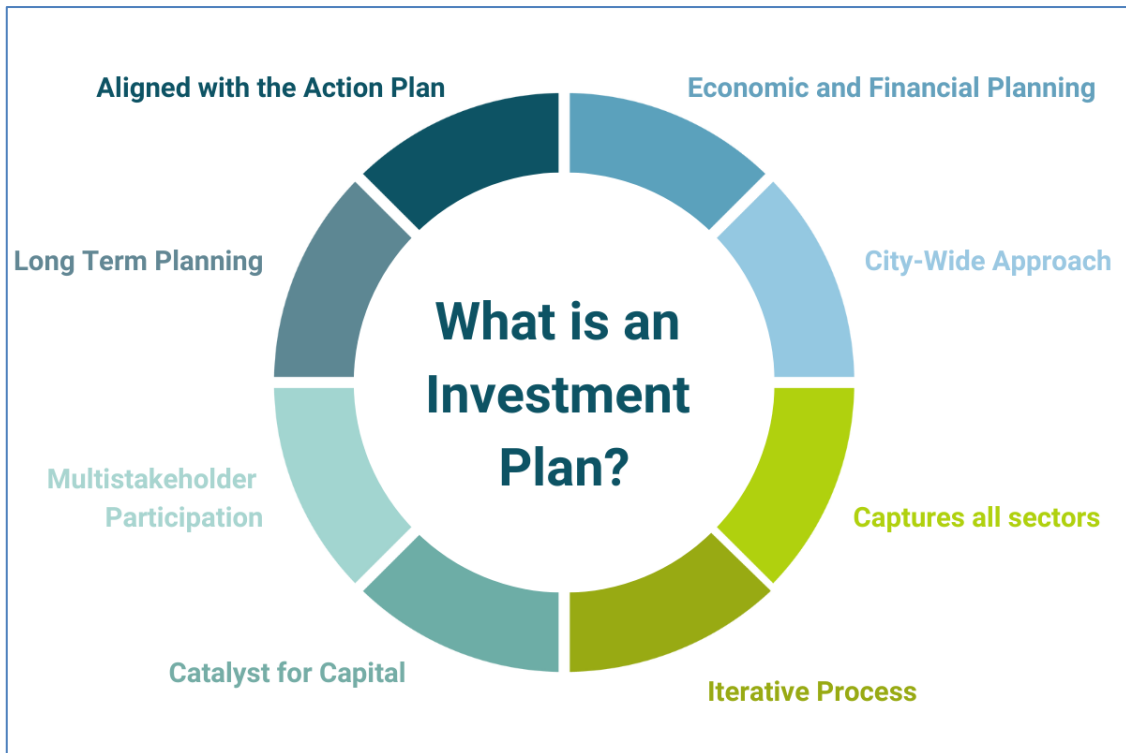 Aligned with the Action Plan
Economic and Financial Planning
Long Term Planning
City-Wide Approach
What is an
Investment
Plan?
Multistakeholder
Participation
Captures all sectors
Catalyst for Capital
Iterative Process